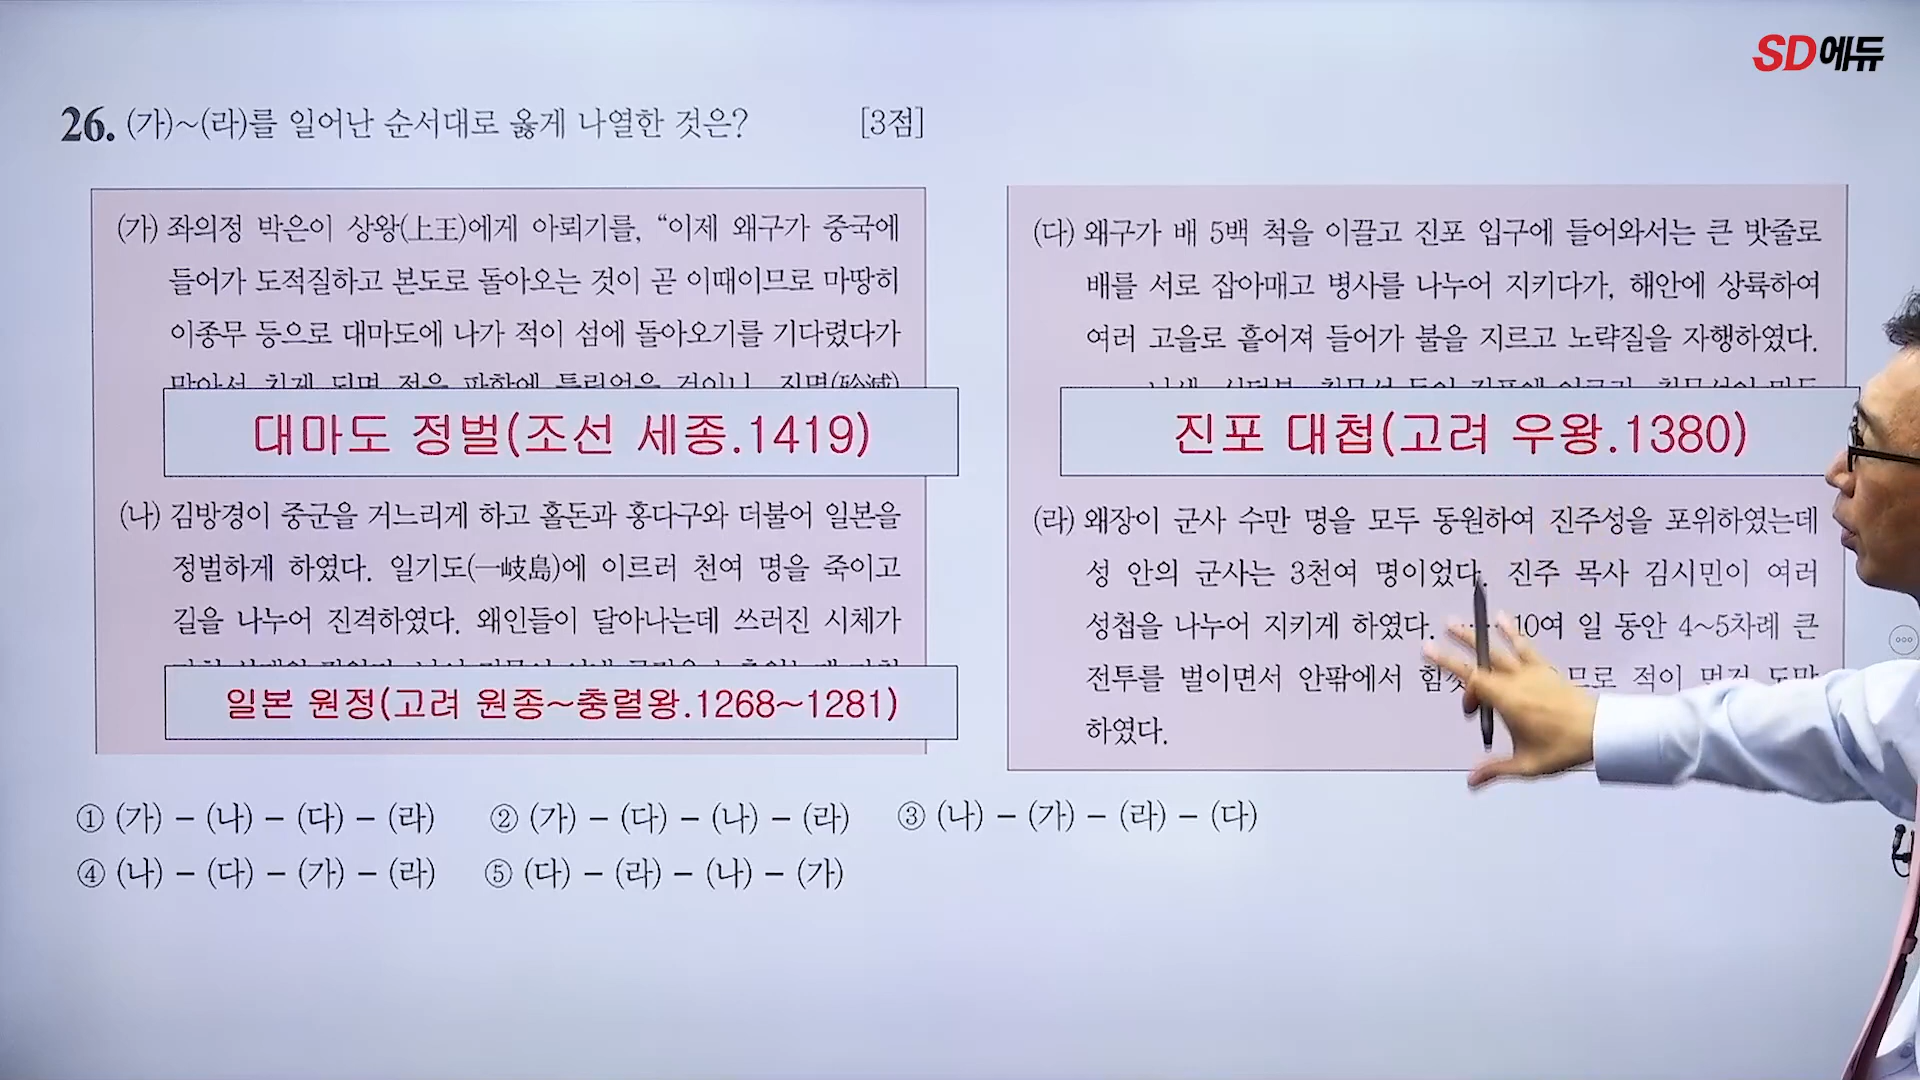 SD에듀
26. (가)~(라)를 일어난 순서대로 옳게 나열한 것은? [3점]
(가) 좌의정 박은이 상왕(上王)에게 아뢰기를, “이제 왜구가 중국에
들어가 도적질하고 본도로 돌아오는 것이 곧 이때이므로 마땅히
이종무 등으로 대마도에 나가 적이 섬에 돌아오기를 기다렸다가
대마도 정벌(조선 세종.1419)
(나) 김방경이 중군을 거느리게 하고 홀돈과 홍다구와 더불어 일본을
정벌하게 하였다. 일기도(一岐島)에 이르러 천여 명을 죽이고
길을 나누어 진격하였다. 왜인들이 달아나는데 쓰러진 시체가
일본 원정(고려 원종~충렬왕.1268~1281)
(다) 왜구가 배 5백 척을 이끌고 진포 입구에 들어와서는 큰 밧줄로
배를 서로 잡아매고 병사를 나누어 지키다가, 해안에 상륙하여
여러 고을로 흩어져 들어가 불을 지르고 노략질을 자행하였다.
진포 대첩(고려 우왕.1380)
(라) 왜장이 군사 수만 명을 모두 동원하여 진주성을 포위하였는데
성 안의 군사는 3천여 명이었다. 진주 목사 김시민이 여러
성첩을 나누어 지키게 하였다. 10여 일 동안 4~5차례 큰
전투를 벌이면서 안팎에서 적이 먼저 도망
하였다.
① (가) – (나) – (다) – (라) ② (가) – (다) – (나) – (라) ③ (나) – (가) – (라) – (다)
④ (나) – (다) – (가) – (라) ⑤ (다) – (라) – (나) – (가)